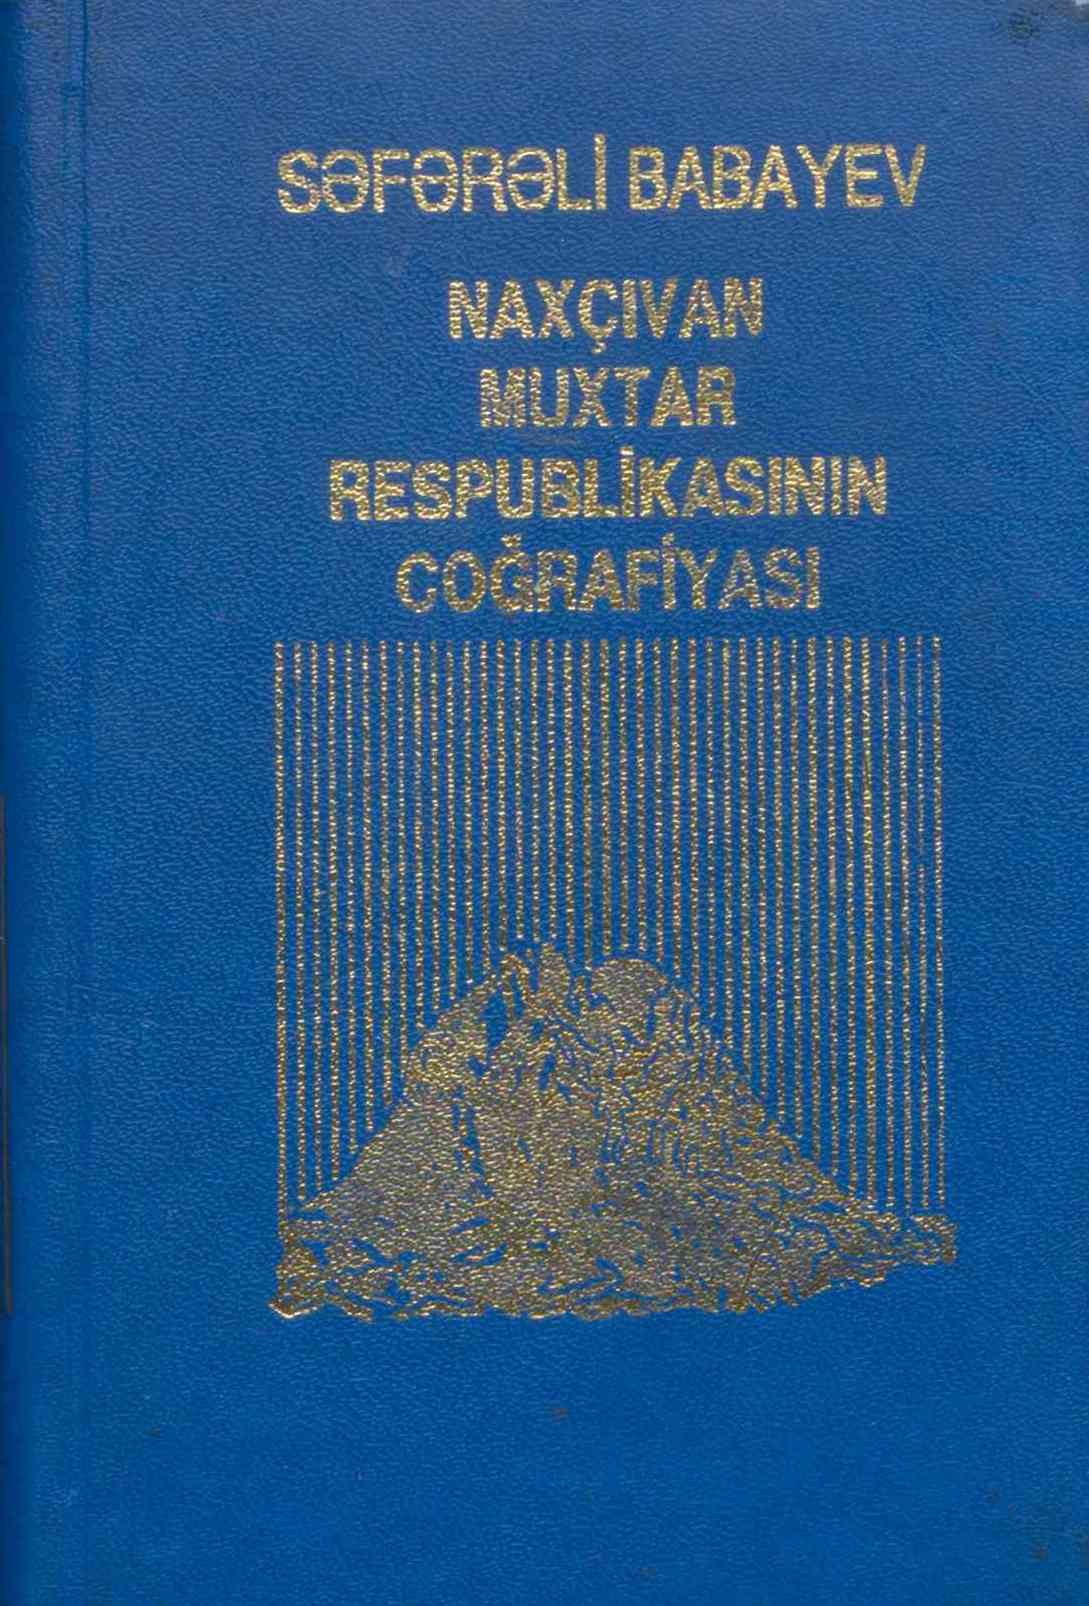 SƏFƏRƏLİ BABAYEV
NAXÇIVAN
MUXTAR
RESPUBLİKASININ
COĞRAFİYASI